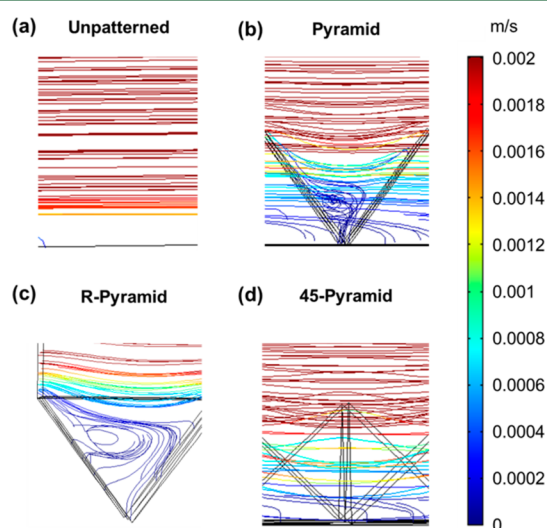 (a) Unpatterned
(b) Pyramid
m/s
0.002
0.0018
0.0016
0.0014
0.0012
0.001
0.0008
0.0006
0.0004
0.0002
0
(c) R-Pyramid
(d) 45-Pyramid